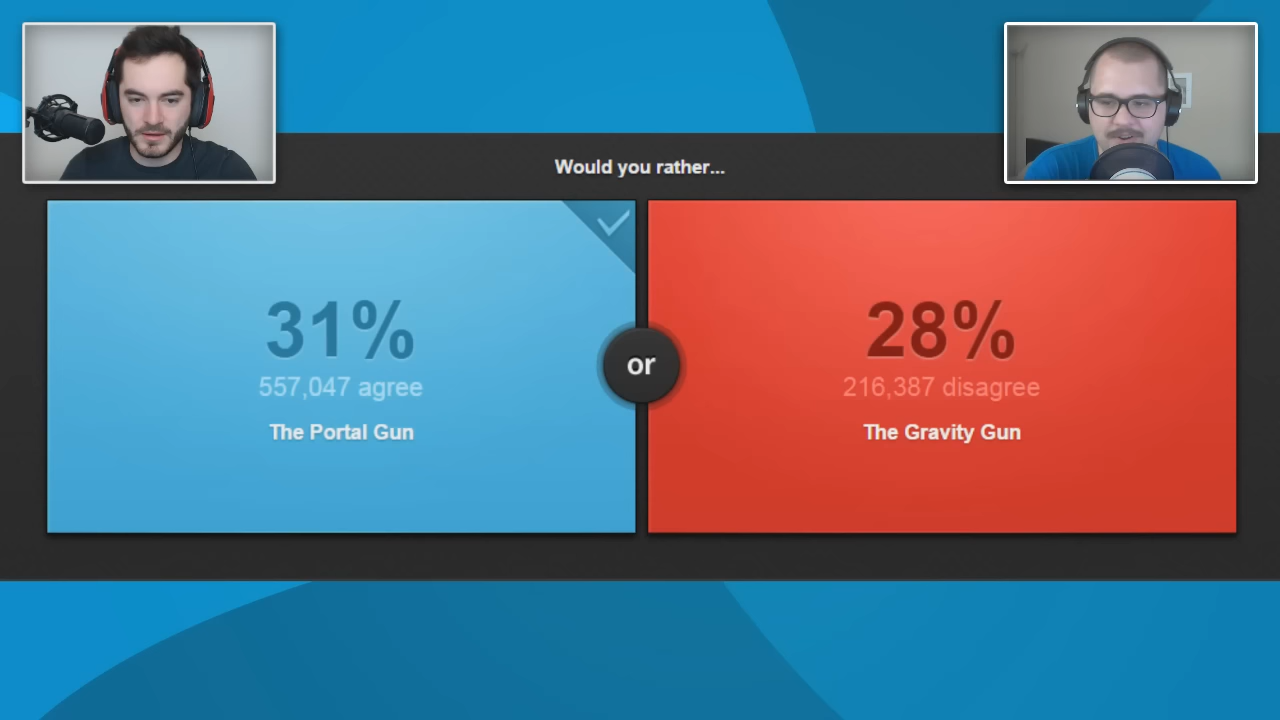 Would you rather...
31%
557,047 agree
The Portal Gun
or
28%
216,387 disagree
The Gravity Gun